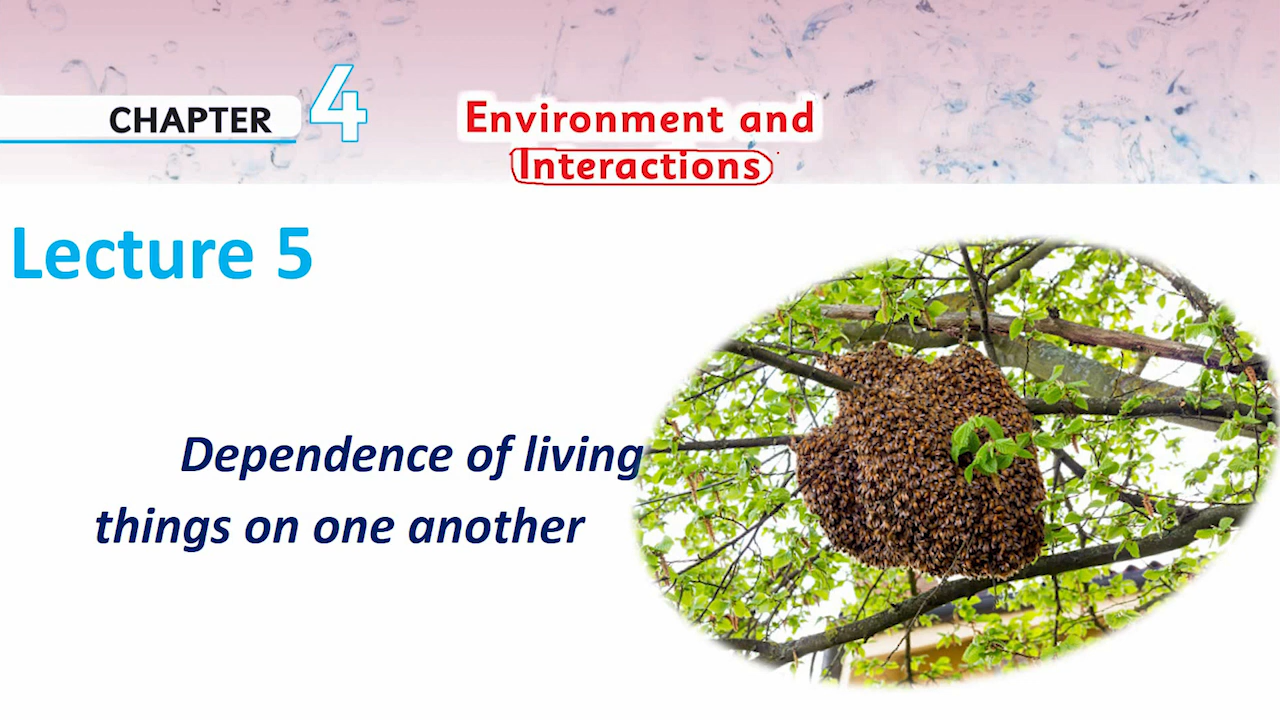 CHAPTER 4
Environment and
Interactions
Lecture 5
Dependence of living
things on one another